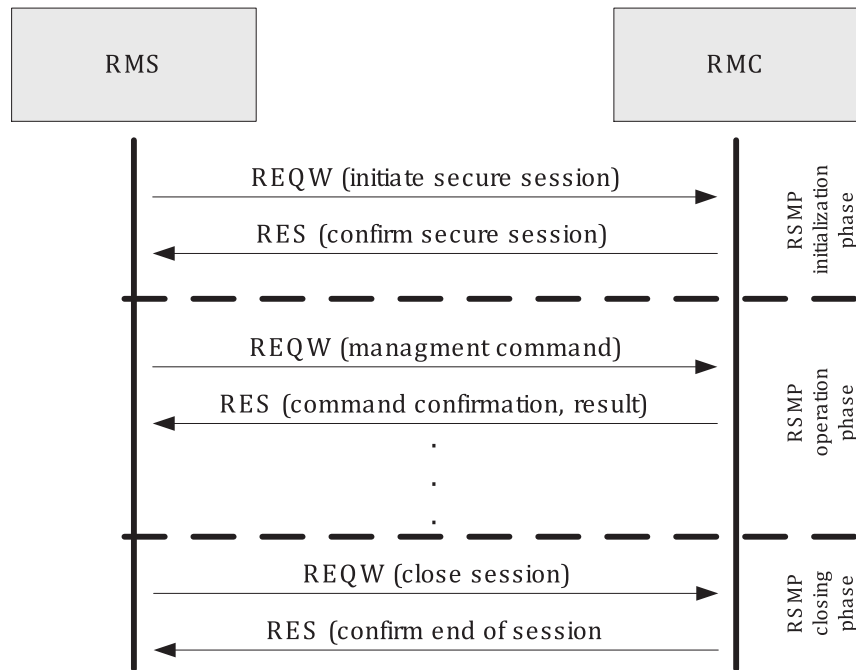 RMS
RMC
REQW (initiate secure session)
RES (confirm secure session)
RSMP
initialization
phase
REQW (managment command)
RES (command confirmation, result)
.
.
.
RSMP
operation
phase
REQW (close session)
RES (confirm end of session
RSMP
closing
phase